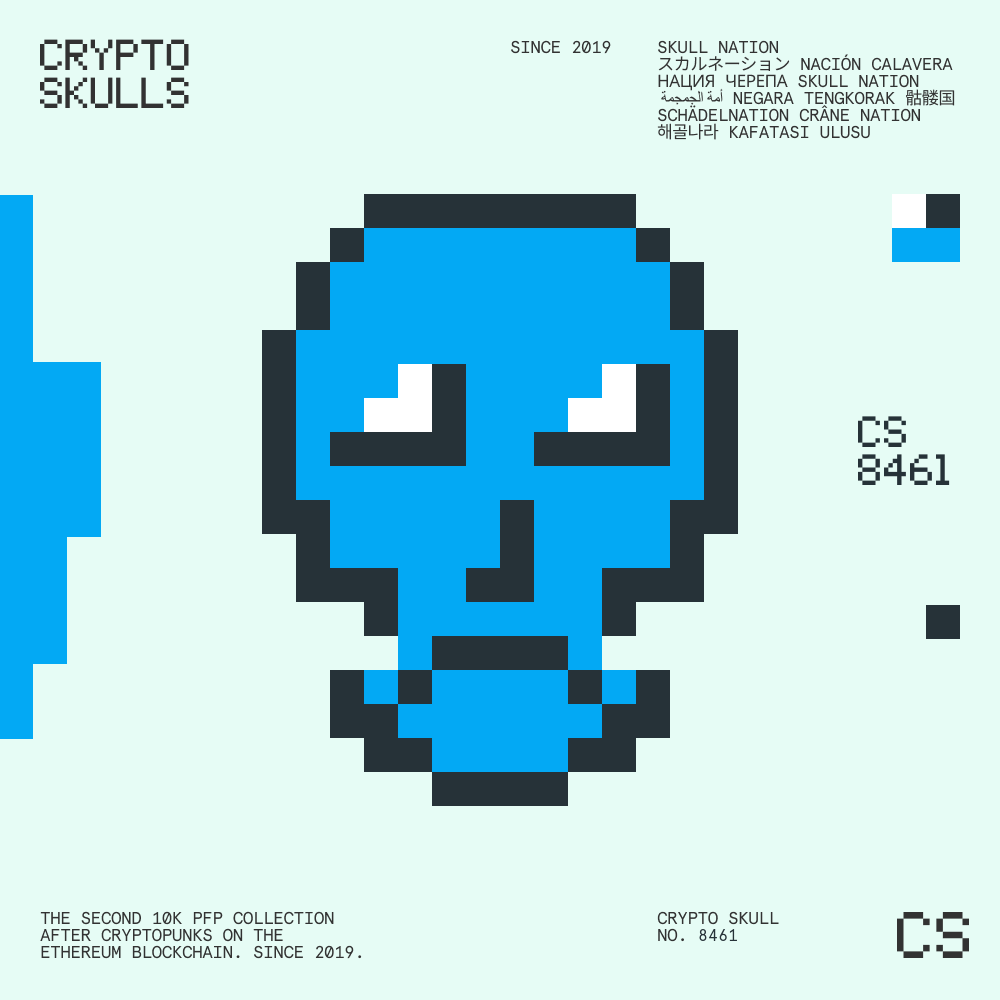 CRYPTO
SKULLS
SINCE 2019
SKULL NATION
スカルネーション NACIÓN CALAVERA
НАЦИЯ ЧЕРЕПА SKULL NATION
أمة الجمجمة NEGARA TENGKORAK 骷髅国
SCHÄDELNATION CRÂNE NATION
해골나라 KAFATASI ULUSU
CS
8461
THE SECOND 10K PFP COLLECTION
AFTER CRYPTOPUNKS ON THE
ETHEREUM BLOCKCHAIN. SINCE 2019.
CRYPTO SKULL
NO. 8461
CS